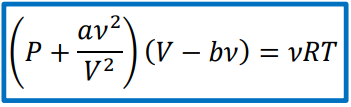 (P + aν²/V²)(V − bν) = νRT